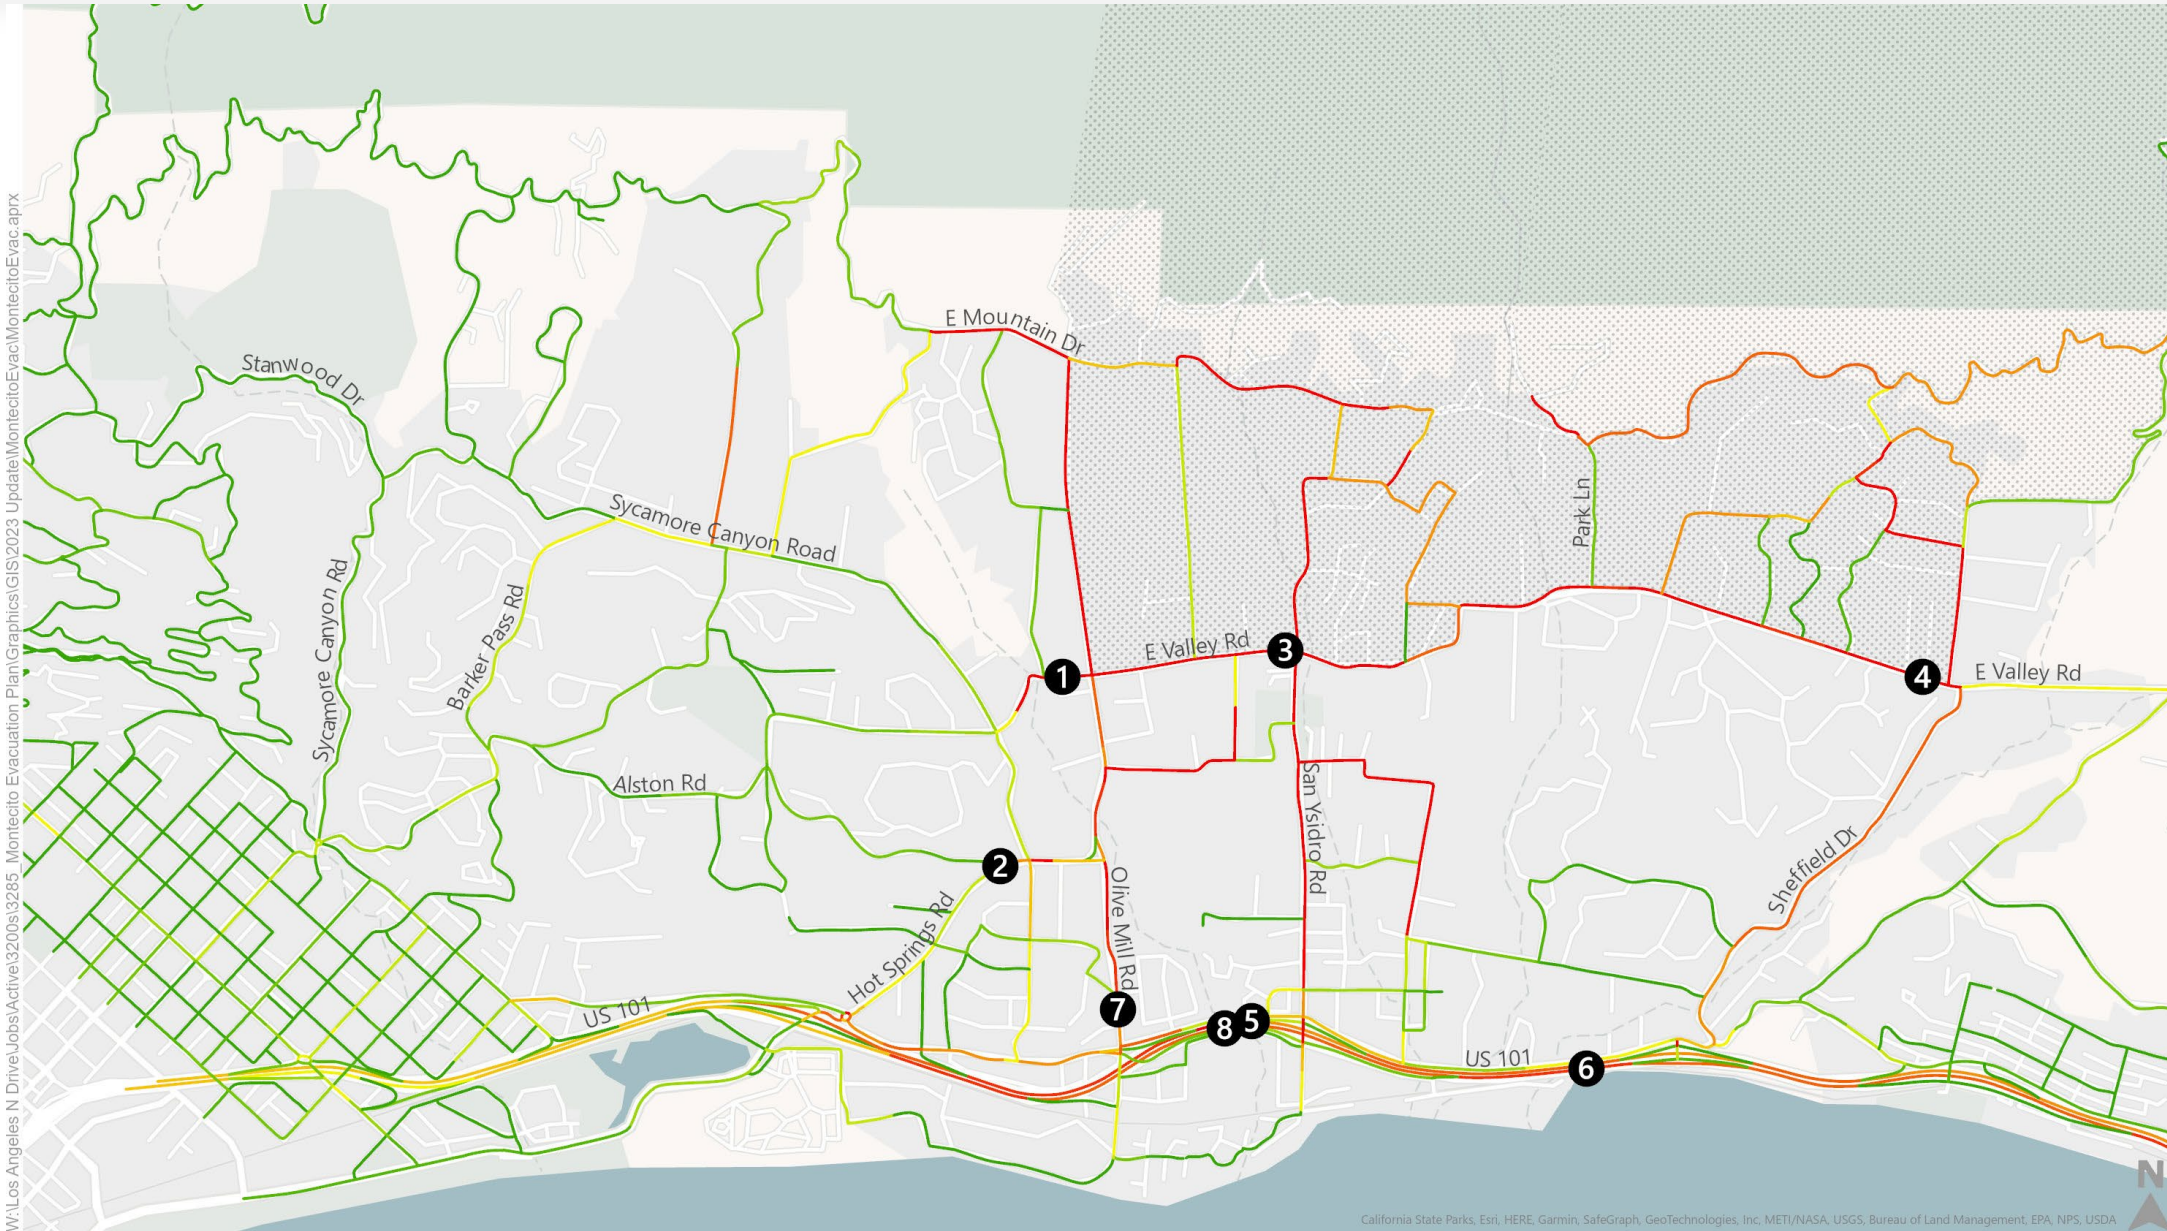 W:\Los Angeles N Drive\Jobs\Active\3200s\3285_Montecito Evacuation Plan\Graphics\GIS\2023 Update\MontecitoEvac\MontecitoEvac.aprx
E Mountain Dr
Stanwood Dr
Sycamore Canyon Road
Park Ln
Sycamore Canyon Rd
Barker Pass Rd
E Valley Rd
3
1
4
E Valley Rd
Alston Rd
San Ysidro Rd
2
Olive Mill Rd
Sheffield Dr
Hot Springs Rd
US 101
7
8
5
US 101
6
N
California State Parks, Esri, HERE, Garmin, SafeGraph, GeoTechnologies, Inc, METI/NASA, USGS, Bureau of Land Management, EPA, NPS, USDA